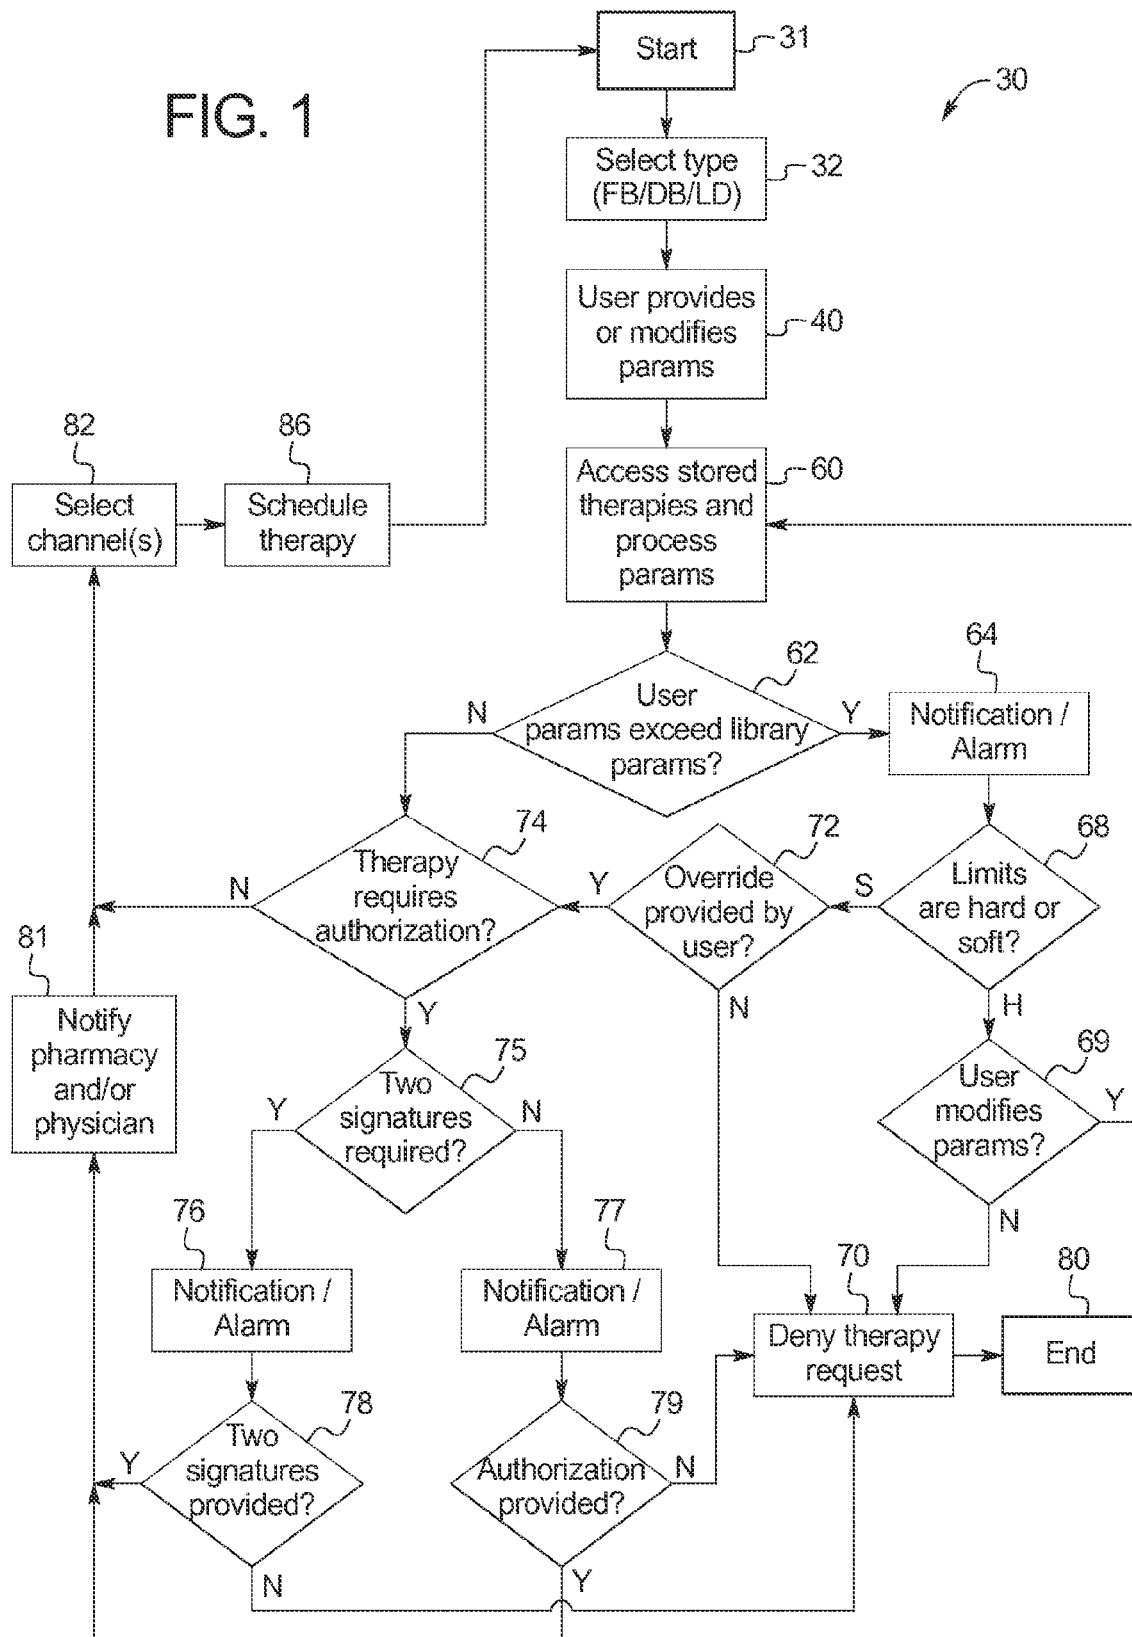 FIG. 1
30
Start
31
Select type
(FB/DB/LD)
32
User provides
or modifies
params
40
Access stored
therapies and
process
params
60
82
Select
channel(s)
86
Schedule
therapy
62
User
params exceed library
params?
N
Y
64
Notification /
Alarm
68
Limits
are hard or
soft?
S
H
72
Override
provided by
user?
Y
N
74
Therapy
requires
authorization?
N
Y
81
Notify
pharmacy
and/or
physician
69
User
modifies
params?
Y
N
75
Two
signatures
required?
Y
N
76
Notification /
Alarm
77
Notification /
Alarm
70
Deny therapy
request
80
End
78
Two
signatures
provided?
Y
N
79
Authorization
provided?
N
Y